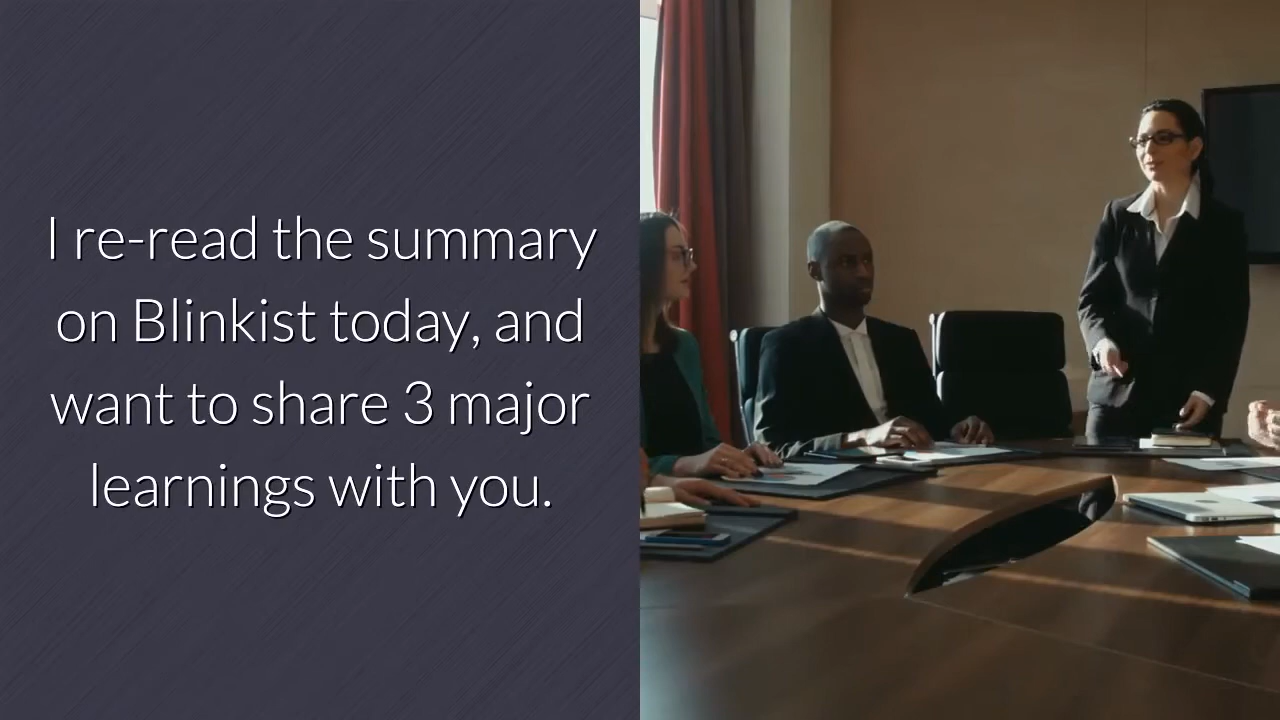 I re-read the summary
on Blinkist today, and
want to share 3 major
learnings with you.